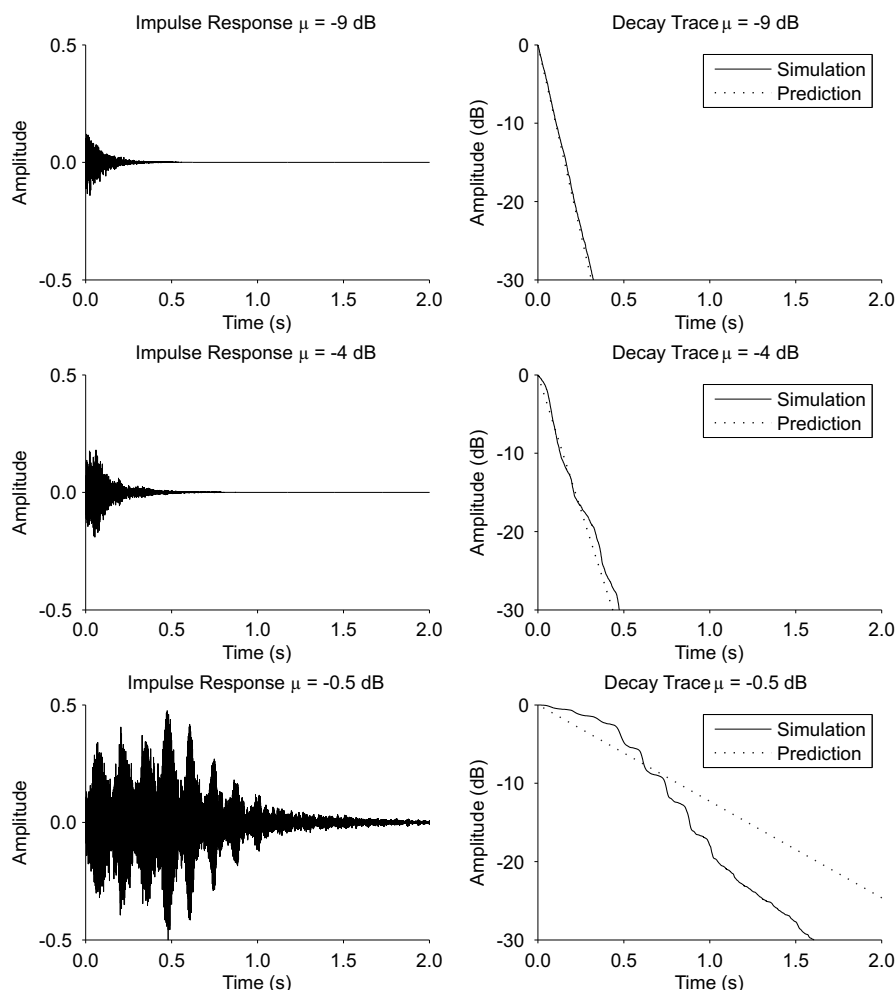 Impulse Response μ = -9 dB
0.5
0.0
-0.5
Amplitude
0.0 0.5 1.0 1.5 2.0
Time (s)
Decay Trace μ = -9 dB
0
-10
-20
-30
Amplitude (dB)
Simulation
Prediction
0.0 0.5 1.0 1.5 2.0
Time (s)
Impulse Response μ = -4 dB
0.5
0.0
-0.5
Amplitude
0.0 0.5 1.0 1.5 2.0
Time (s)
Decay Trace μ = -4 dB
0
-10
-20
-30
Amplitude (dB)
Simulation
Prediction
0.0 0.5 1.0 1.5 2.0
Time (s)
Impulse Response μ = -0.5 dB
0.5
0.0
-0.5
Amplitude
0.0 0.5 1.0 1.5 2.0
Time (s)
Decay Trace μ = -0.5 dB
0
-10
-20
-30
Amplitude (dB)
Simulation
Prediction
0.0 0.5 1.0 1.5 2.0
Time (s)